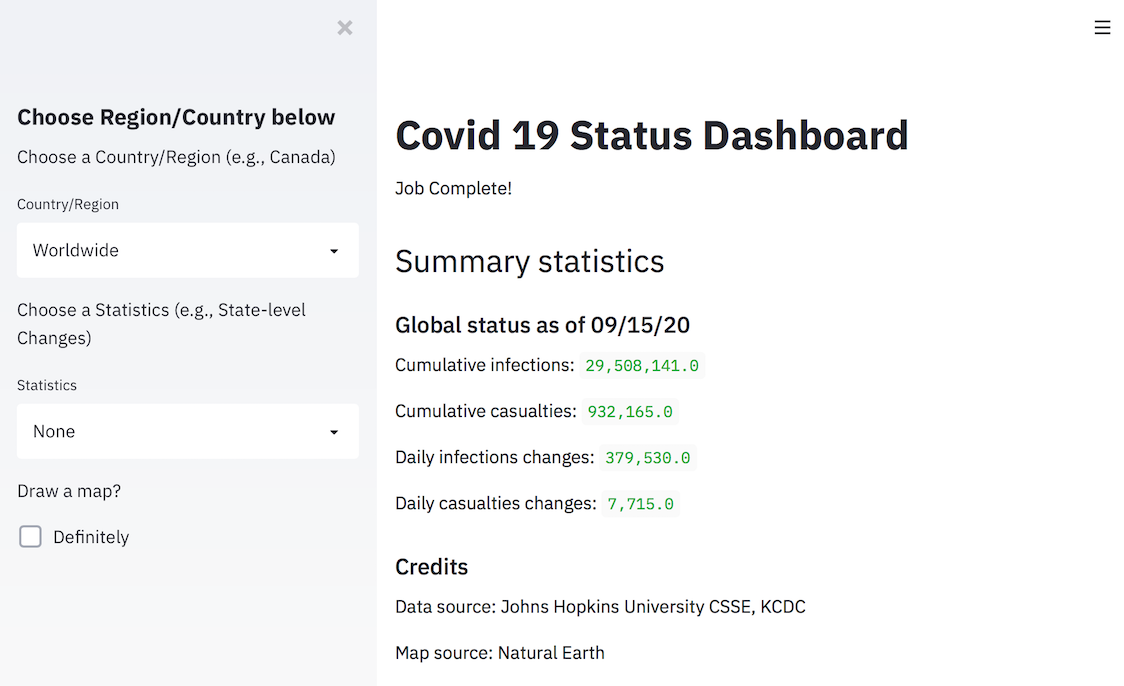 Choose Region/Country below
Choose a Country/Region (e.g., Canada)
Country/Region
Worldwide
Choose a Statistics (e.g., State-level
Changes)
Statistics
None
Draw a map?
Definitely
Covid 19 Status Dashboard
Job Complete!
Summary statistics
Global status as of 09/15/20
Cumulative infections: 29,508,141.0
Cumulative casualties: 932,165.0
Daily infections changes: 379,530.0
Daily casualties changes: 7,715.0
Credits
Data source: Johns Hopkins University CSSE, KCDC
Map source: Natural Earth